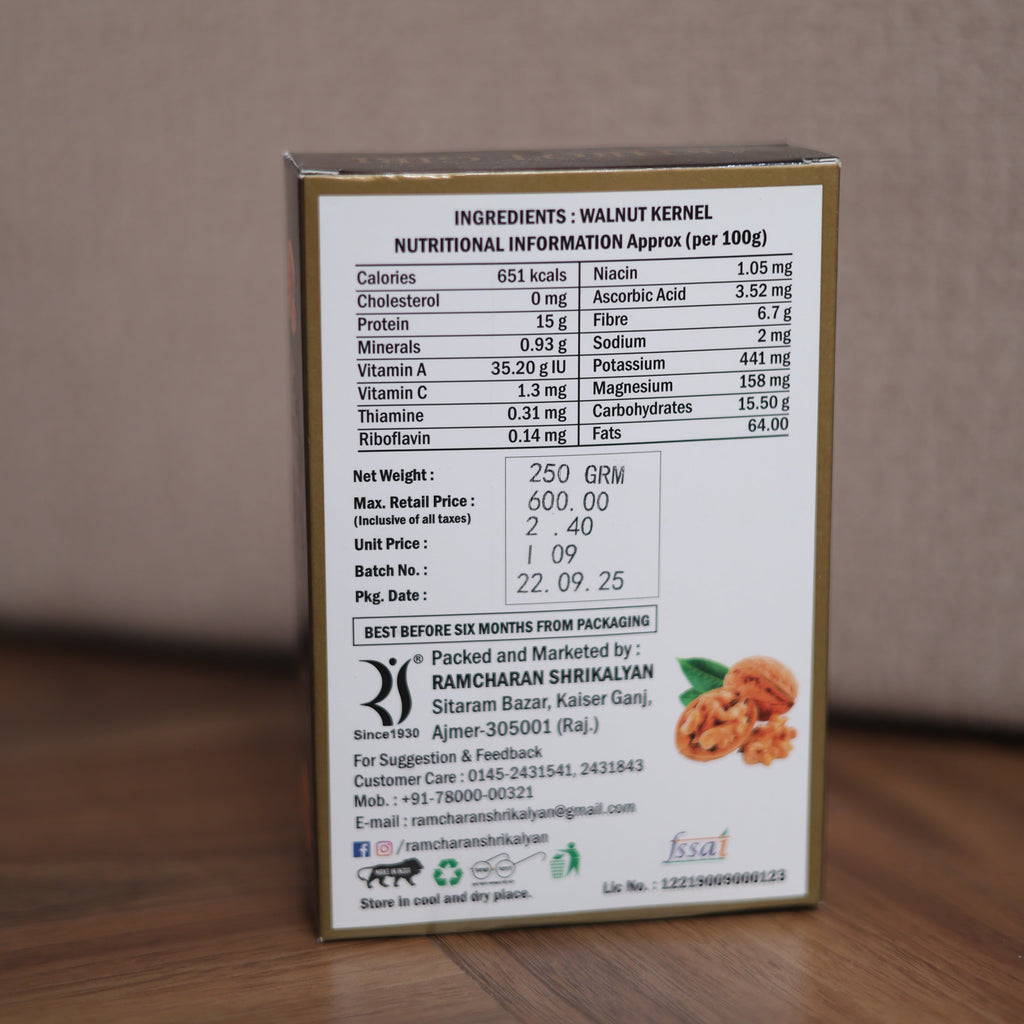 INGREDIENTS : WALNUT KERNEL
NUTRITIONAL INFORMATION Approx (per 100g)
Calories 651 kcals
Cholesterol 0 mg
Protein 15 g
Minerals 0.93 g
Vitamin A 35.20 g IU
Vitamin C 1.3 mg
Thiamine 0.31 mg
Riboflavin 0.14 mg
Niacin 1.05 mg
Ascorbic Acid 3.52 mg
Fibre 6.7 g
Sodium 2 mg
Potassium 441 mg
Magnesium 158 mg
Carbohydrates 15.50 g
Fats 64.00
Net Weight : 250 GRM
Max. Retail Price : 600.00
(Inclusive of all taxes)
Unit Price : 2 .40
Batch No. : 1 09
Pkg. Date : 22.09.25
BEST BEFORE SIX MONTHS FROM PACKAGING
®
Since1930
Packed and Marketed by :
RAMCHARAN SHRIKALYAN
Sitaram Bazar, Kaiser Ganj,
Ajmer-305001 (Raj.)
For Suggestion & Feedback
Customer Care : 0145-2431541, 2431843
Mob. : +91-78000-00321
E-mail : ramcharanshrikalyan@gmail.com
/ramcharanshrikalyan
MAKE IN INDIA
fssai
Lic No. : 12219009000123
Store in cool and dry place.